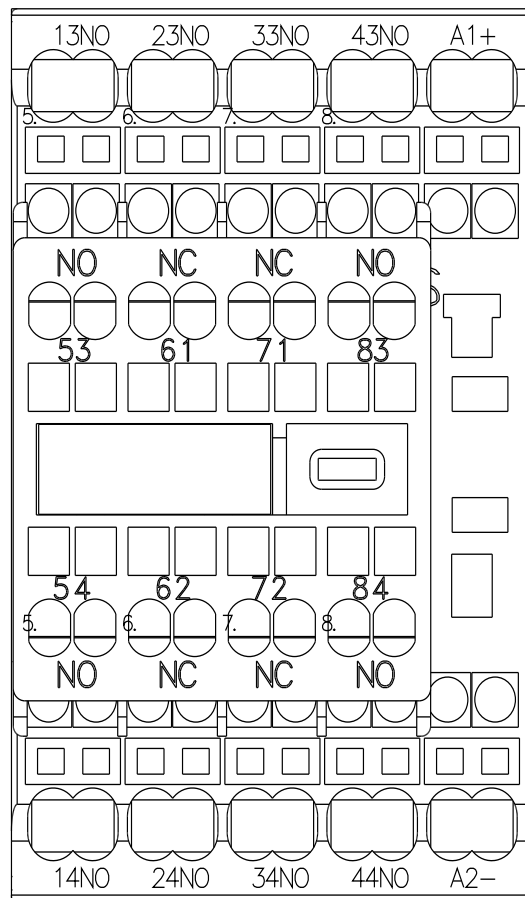 13NO 23NO 33NO 43NO A1+
5. 6. 7. 8.
NO NC NC NO
53 61 71 83
54 62 72 84
5. 6. 7. 8.
NO NC NC NO
14NO 24NO 34NO 44NO A2-